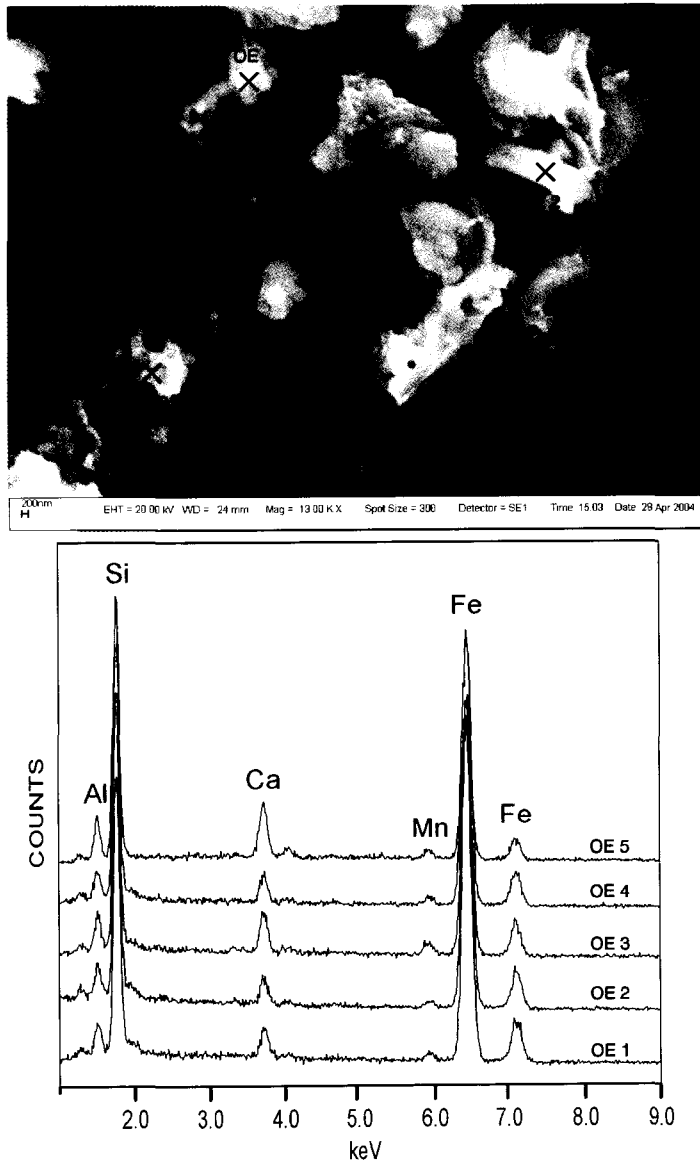 OE
200nm
H
EHT = 20.00 kV WD = 24 mm Mag = 13.00 K X Spot Size = 300 Detector = SE1 Time 15.03 Date 29 Apr 2004
Si
Fe
Al
Ca
Mn
Fe
COUNTS
OE 5
OE 4
OE 3
OE 2
OE 1
2.0 3.0 4.0 5.0 6.0 7.0 8.0 9.0
keV